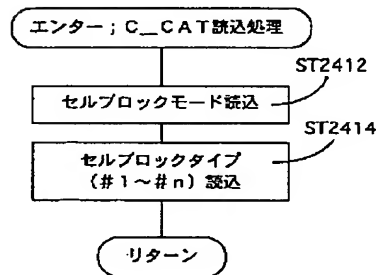 エンター；C__CAT読込処理
ST2412
セルブロックモード読込
ST2414
セルブロックタイプ
（＃1～＃n）読込
リターン